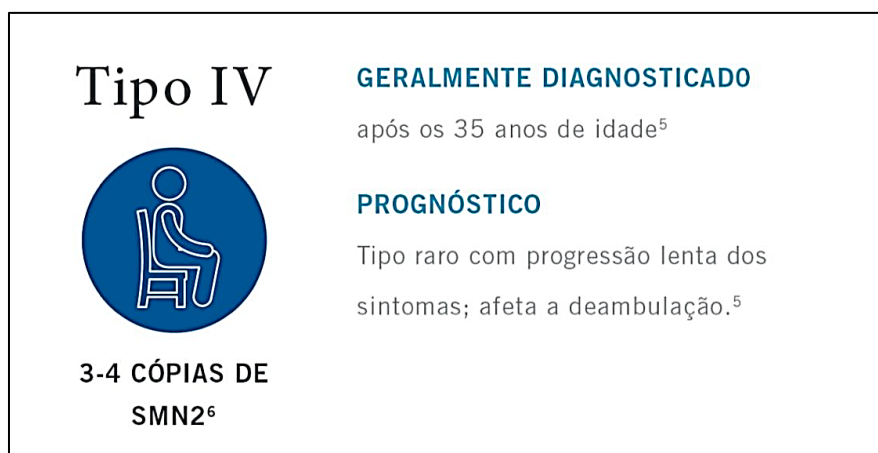 Tipo IV
3-4 CÓPIAS DE
SMN2⁶
GERALMENTE DIAGNOSTICADO
após os 35 anos de idade⁵
PROGNÓSTICO
Tipo raro com progressão lenta dos
sintomas; afeta a deambulação.⁵